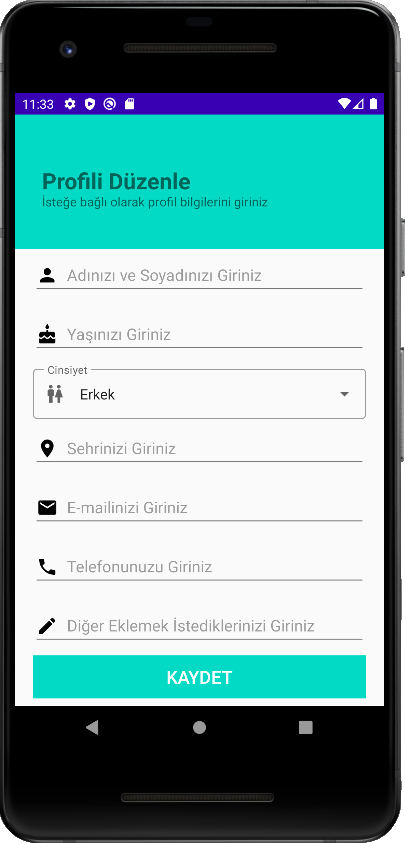 11:33
Profili Düzenle
İsteğe bağlı olarak profil bilgilerini giriniz
Adınızı ve Soyadınızı Giriniz
Yaşınızı Giriniz
Cinsiyet
Erkek
Sehrinizi Giriniz
E-mailinizi Giriniz
Telefonunuzu Giriniz
Diğer Eklemek İstediklerinizi Giriniz
KAYDET